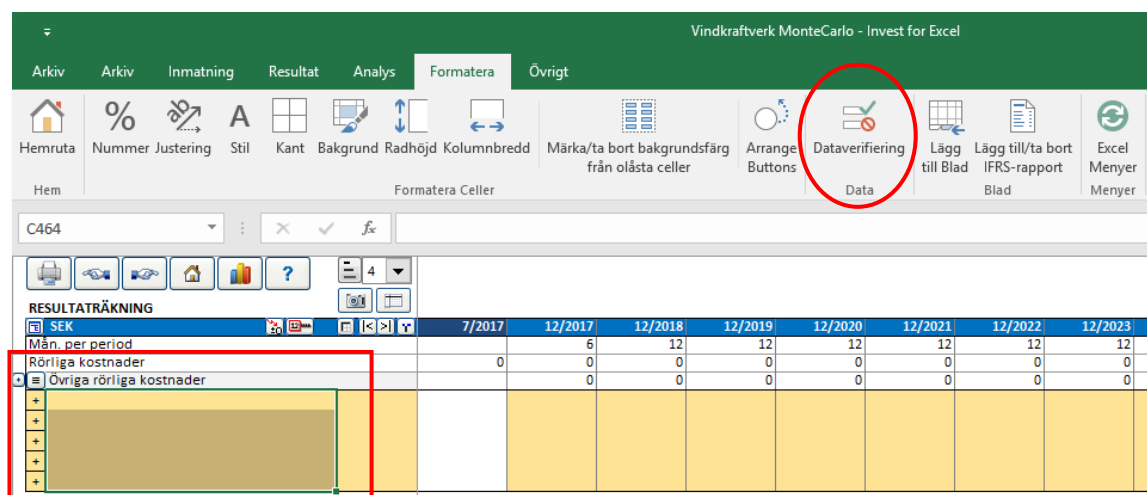 Vindkraftverk MonteCarlo - Invest for Excel
Arkiv Arkiv Inmatning Resultat Analys Formatera Övrigt
Hemruta Nummer Justering Stil Kant Bakgrund Radhöjd Kolumnbredd Märka/ta bort bakgrundsfärg från olåsta celler Arrange Buttons Dataverifiering Lägg till Blad Lägg till/ta bort IFRS-rapport Excel Menyer
Hem Formatera Celler Data Blad Menyer
C464 fx
? 4
RESULTATRÄKNING
SEK 7/2017 12/2017 12/2018 12/2019 12/2020 12/2021 12/2022 12/2023
Mån. per period 6 12 12 12 12 12 12
Rörliga kostnader 0 0 0 0 0 0 0 0
+ ≡ Övriga rörliga kostnader 0 0 0 0 0 0 0
+
+
+
+
+